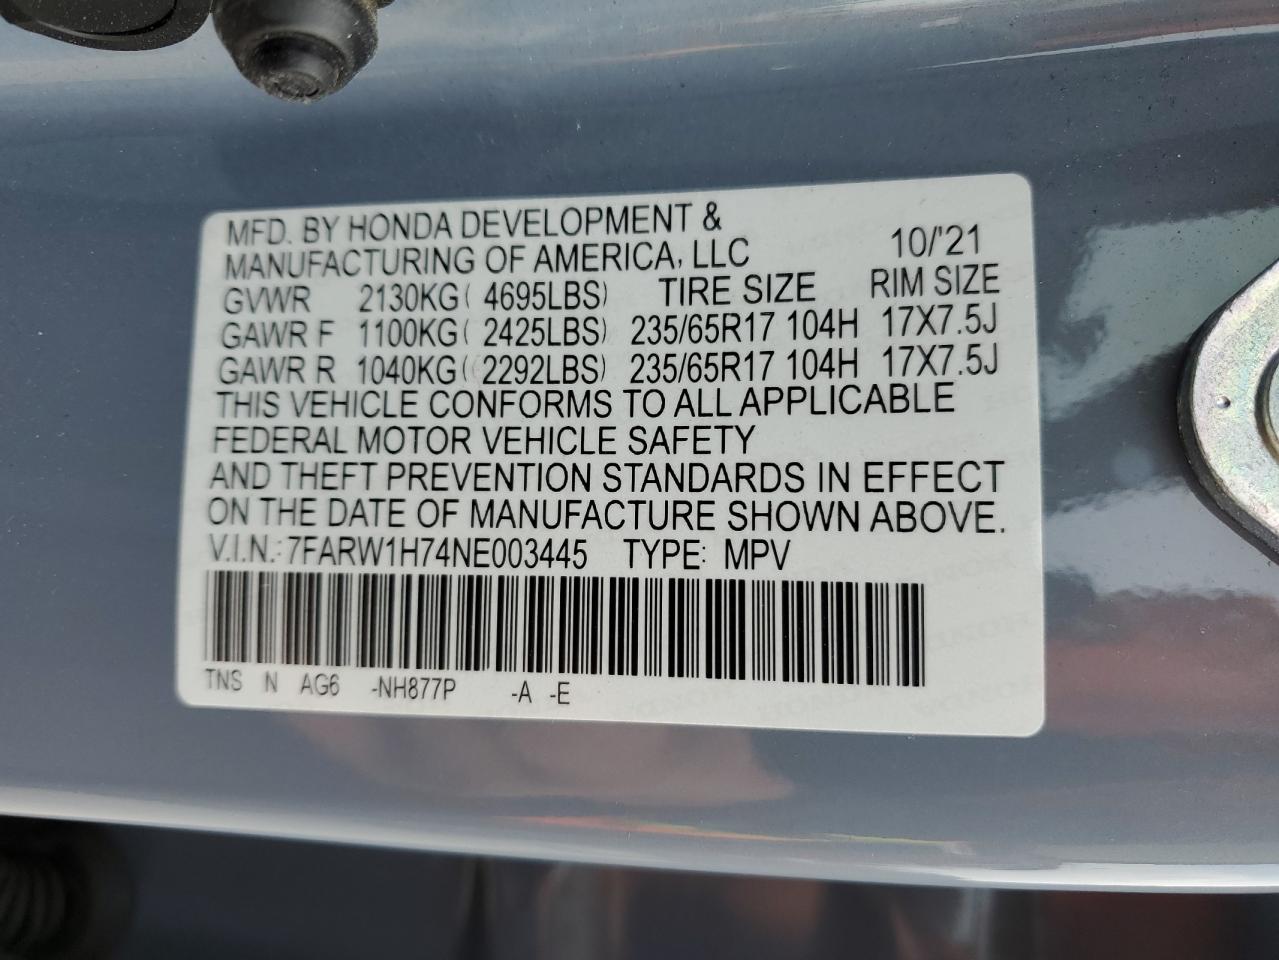 MFD. BY HONDA DEVELOPMENT &
MANUFACTURING OF AMERICA, LLC 10/'21
GVWR 2130KG( 4695LBS) TIRE SIZE RIM SIZE
GAWR F 1100KG( 2425LBS) 235/65R17 104H 17X7.5J
GAWR R 1040KG( 2292LBS) 235/65R17 104H 17X7.5J
THIS VEHICLE CONFORMS TO ALL APPLICABLE
FEDERAL MOTOR VEHICLE SAFETY
AND THEFT PREVENTION STANDARDS IN EFFECT
ON THE DATE OF MANUFACTURE SHOWN ABOVE.
V.I.N.: 7FARW1H74NE003445 TYPE: MPV
TNS N AG6 -NH877P -A -E